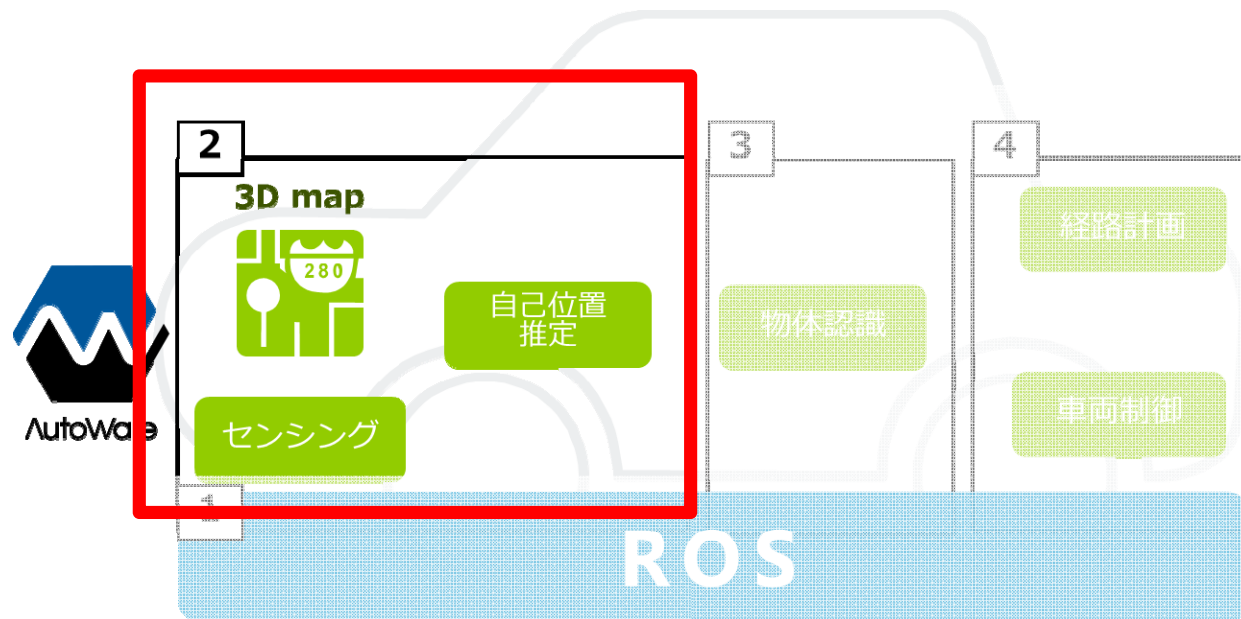 2
3D map
280
自己位置
推定
センシング
AutoWare
3
物体認識
4
経路計画
車両制御
1
ROS